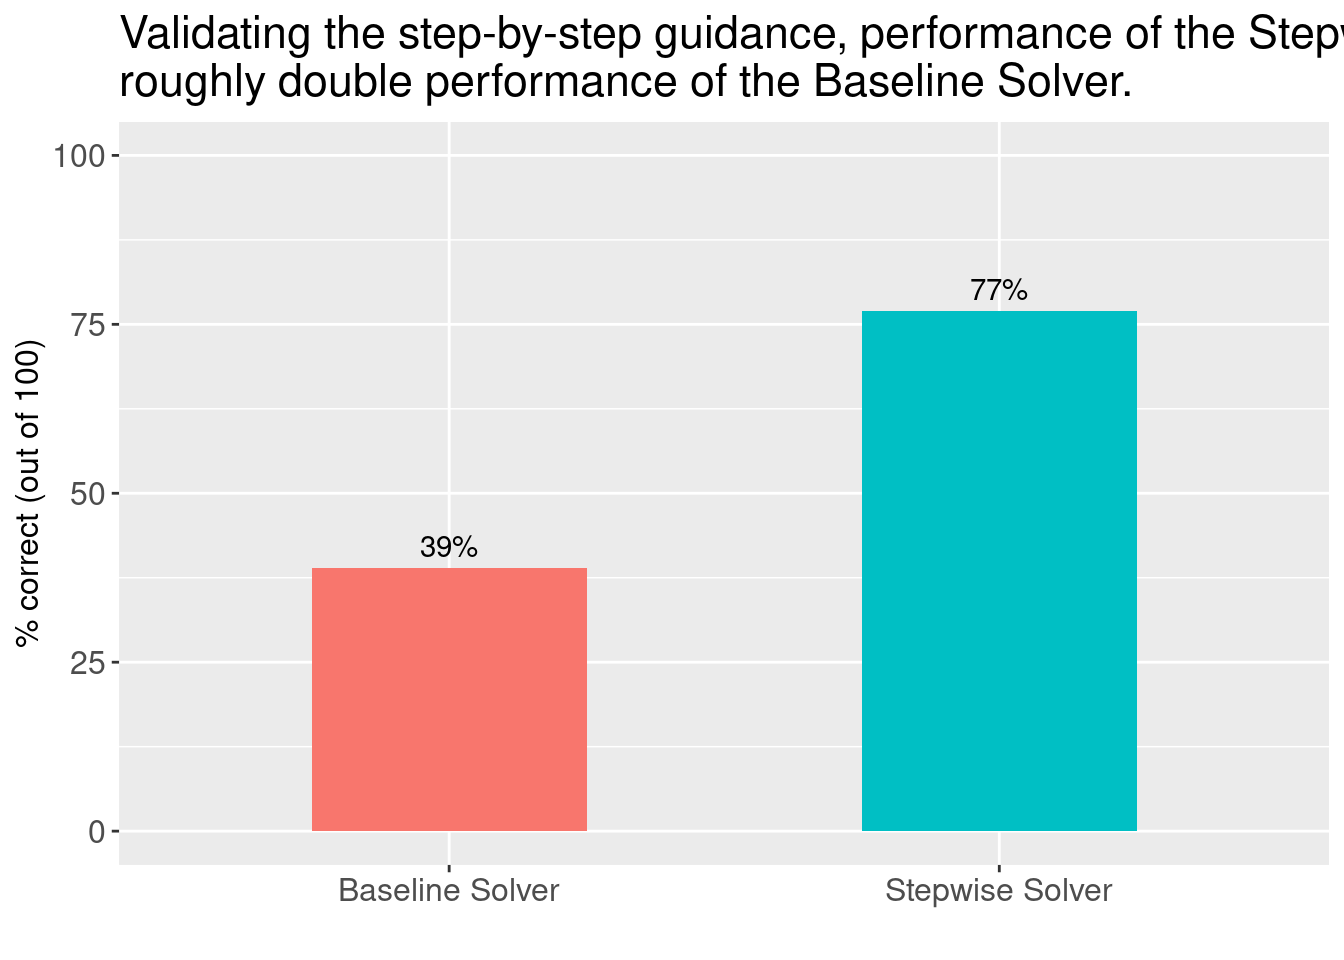 Validating the step-by-step guidance, performance of the Step
roughly double performance of the Baseline Solver.
100
75
50
25
0
% correct (out of 100)
39%
77%
Baseline Solver
Stepwise Solver